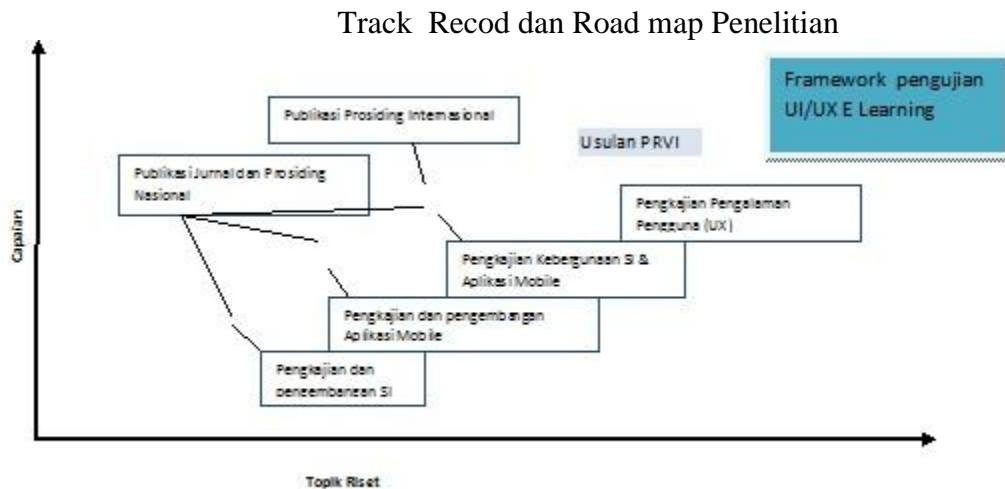 Track Recod dan Road map Penelitian
Framework pengujian
UI/UX E Learning
Publikasi Prosiding Internasional
Usulan PRVI
Publikasi Jurnal dan Prosiding
Nasional
Pengkajian Pengalaman
Pengguna (UX)
Capaian
Pengkajian Kebergunaan SI &
Aplikasi Mobile
Pengkajian dan pengembangan
Aplikasi Mobile
Pengkajian dan
pengembangan SI
Topik Riset